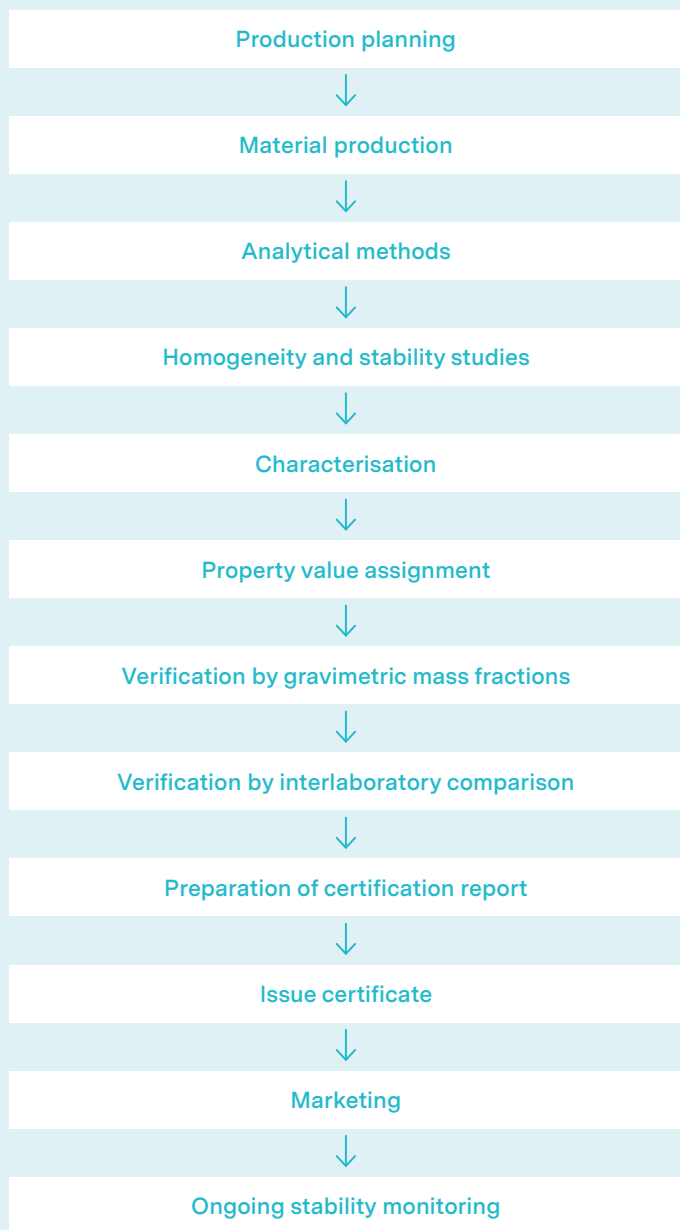 Production planning
Material production
Analytical methods
Homogeneity and stability studies
Characterisation
Property value assignment
Verification by gravimetric mass fractions
Verification by interlaboratory comparison
Preparation of certification report
Issue certificate
Marketing
Ongoing stability monitoring